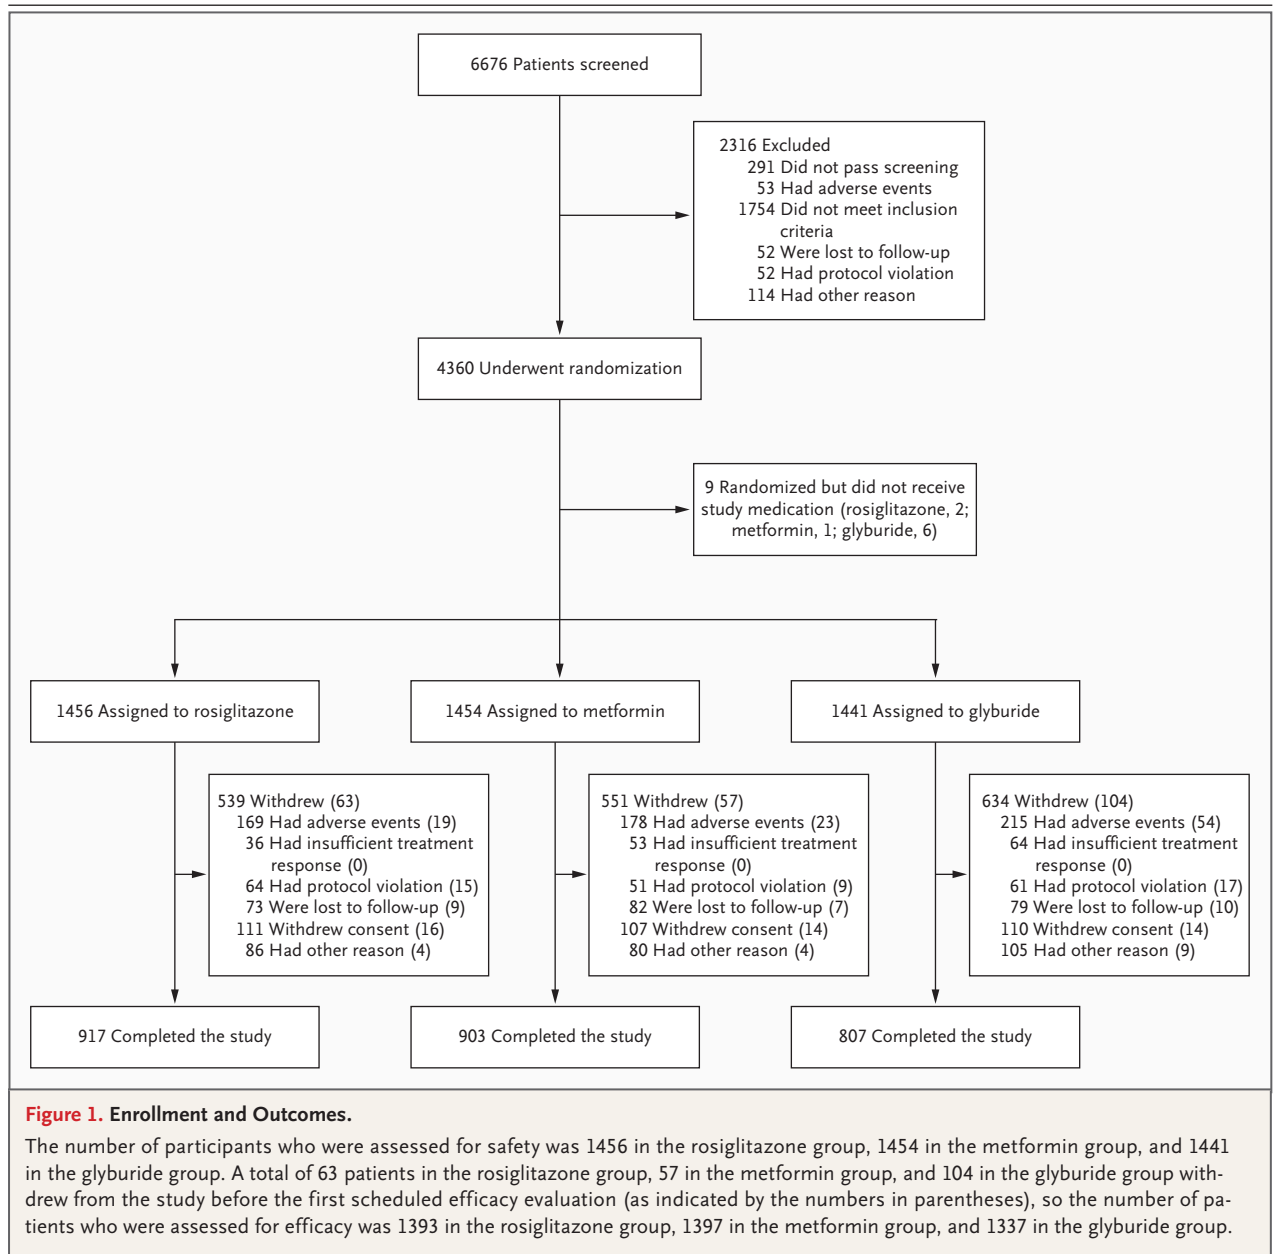 6676 Patients screened
2316 Excluded
291 Did not pass screening
53 Had adverse events
1754 Did not meet inclusion
criteria
52 Were lost to follow-up
52 Had protocol violation
114 Had other reason
4360 Underwent randomization
9 Randomized but did not receive
study medication (rosiglitazone, 2;
metformin, 1; glyburide, 6)
1456 Assigned to rosiglitazone
1454 Assigned to metformin
1441 Assigned to glyburide
539 Withdrew (63)
169 Had adverse events (19)
36 Had insufficient treatment
response (0)
64 Had protocol violation (15)
73 Were lost to follow-up (9)
111 Withdrew consent (16)
86 Had other reason (4)
551 Withdrew (57)
178 Had adverse events (23)
53 Had insufficient treatment
response (0)
51 Had protocol violation (9)
82 Were lost to follow-up (7)
107 Withdrew consent (14)
80 Had other reason (4)
634 Withdrew (104)
215 Had adverse events (54)
64 Had insufficient treatment
response (0)
61 Had protocol violation (17)
79 Were lost to follow-up (10)
110 Withdrew consent (14)
105 Had other reason (9)
917 Completed the study
903 Completed the study
807 Completed the study
Figure 1. Enrollment and Outcomes.
The number of participants who were assessed for safety was 1456 in the rosiglitazone group, 1454 in the metformin group, and 1441
in the glyburide group. A total of 63 patients in the rosiglitazone group, 57 in the metformin group, and 104 in the glyburide group with-
drew from the study before the first scheduled efficacy evaluation (as indicated by the numbers in parentheses), so the number of pa-
tients who were assessed for efficacy was 1393 in the rosiglitazone group, 1397 in the metformin group, and 1337 in the glyburide group.